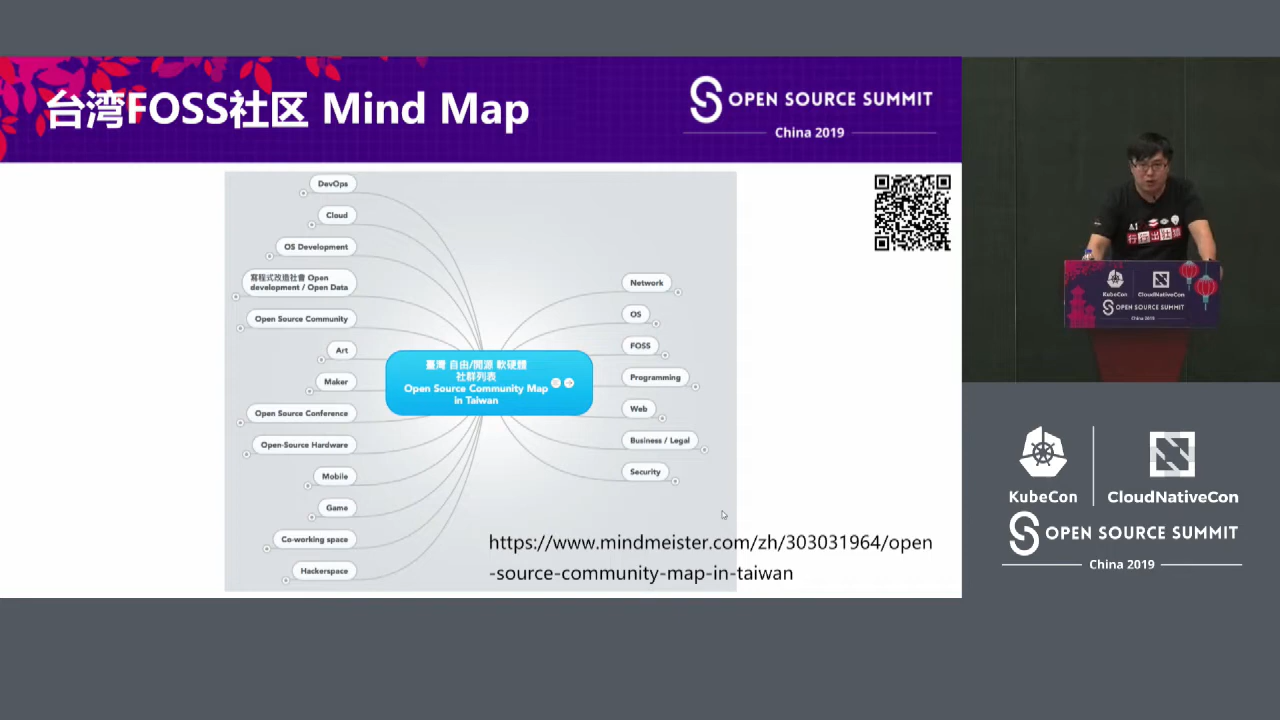 台湾FOSS社区 Mind Map
OPEN SOURCE SUMMIT
China 2019
DevOps
Cloud
OS Development
寫程式改造社會 Open
development / Open Data
Open Source Community
Art
Maker
Open Source Conference
Open-Source Hardware
Mobile
Game
Co-working space
Hackerspace
臺灣 自由/開源 軟硬體
社群列表
Open Source Community Map
in Taiwan
Network
OS
FOSS
Programming
Web
Business / Legal
Security
https://www.mindmeister.com/zh/303031964/open
-source-community-map-in-taiwan
AI
KubeCon
CloudNativeCon
OPEN SOURCE SUMMIT
China 2019
KubeCon
CloudNativeCon
OPEN SOURCE SUMMIT
China 2019